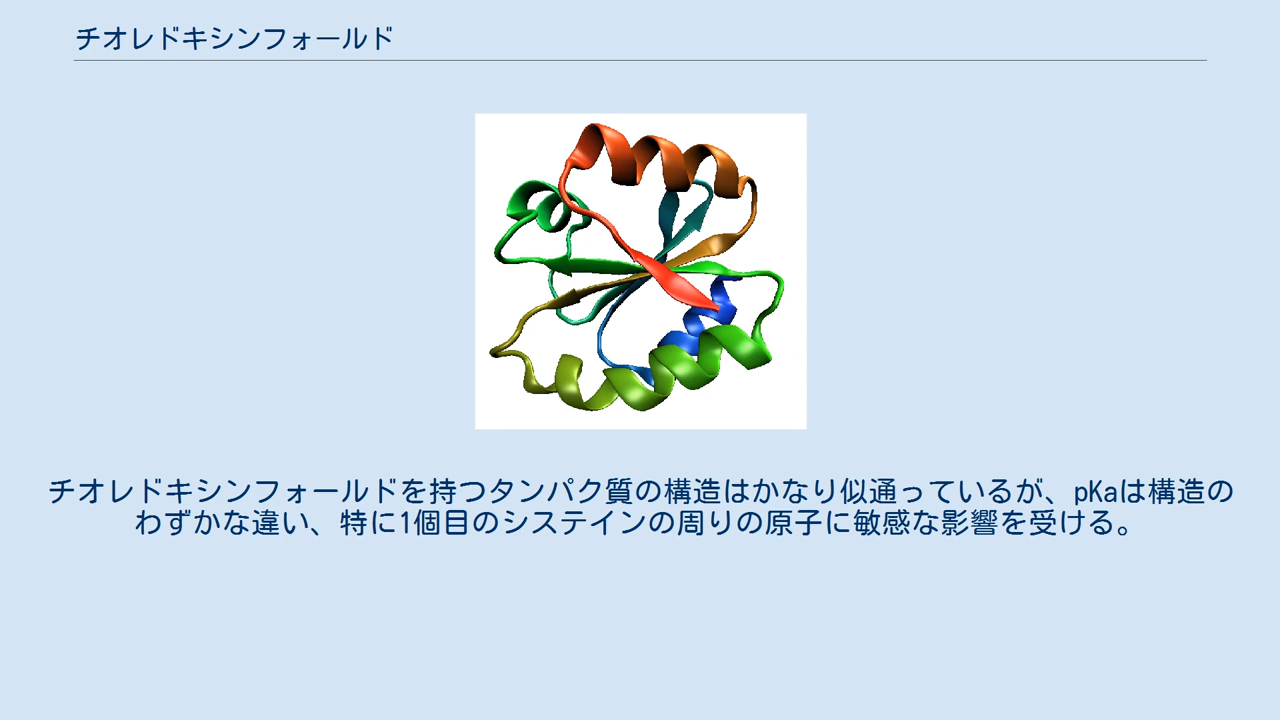 チオレドキシンフォールド
チオレドキシンフォールドを持つタンパク質の構造はかなり似通っているが、pKaは構造の
わずかな違い、特に1個目のシステインの周りの原子に敏感な影響を受ける。